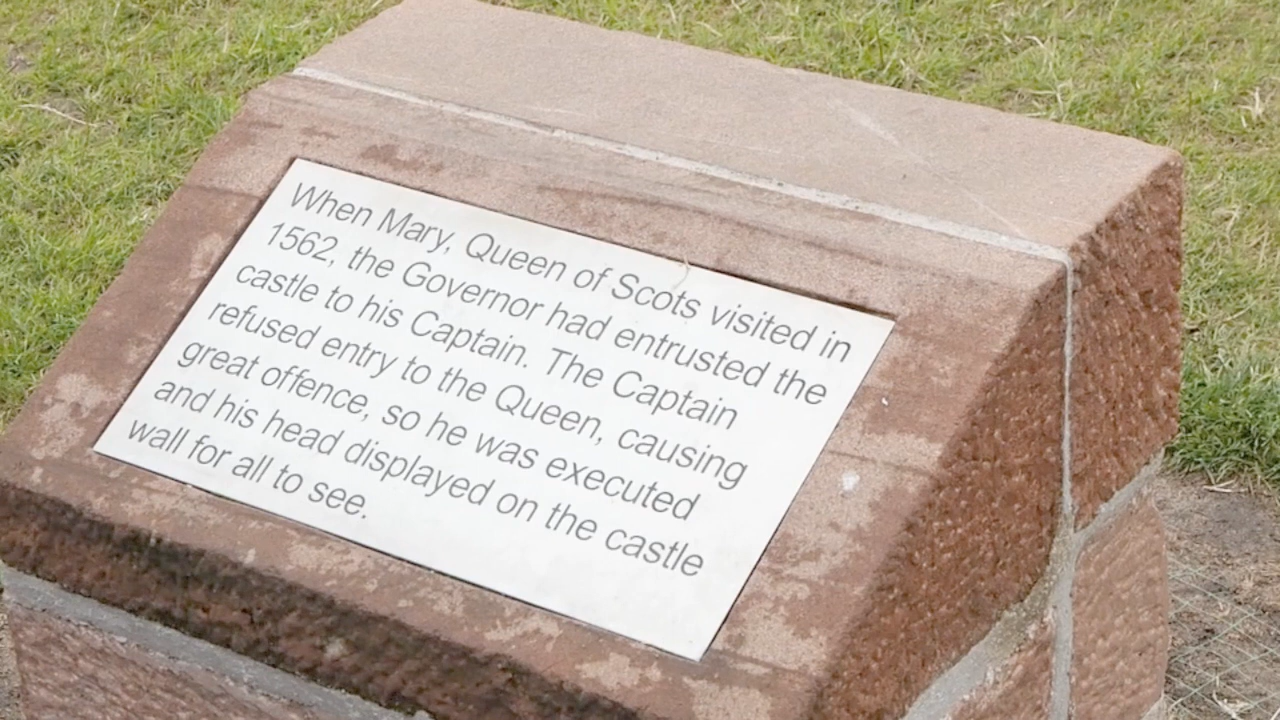 When Mary, Queen of Scots visited in
1562, the Governor had entrusted the
castle to his Captain. The Captain
refused entry to the Queen, causing
great offence, so he was executed
and his head displayed on the castle
wall for all to see.